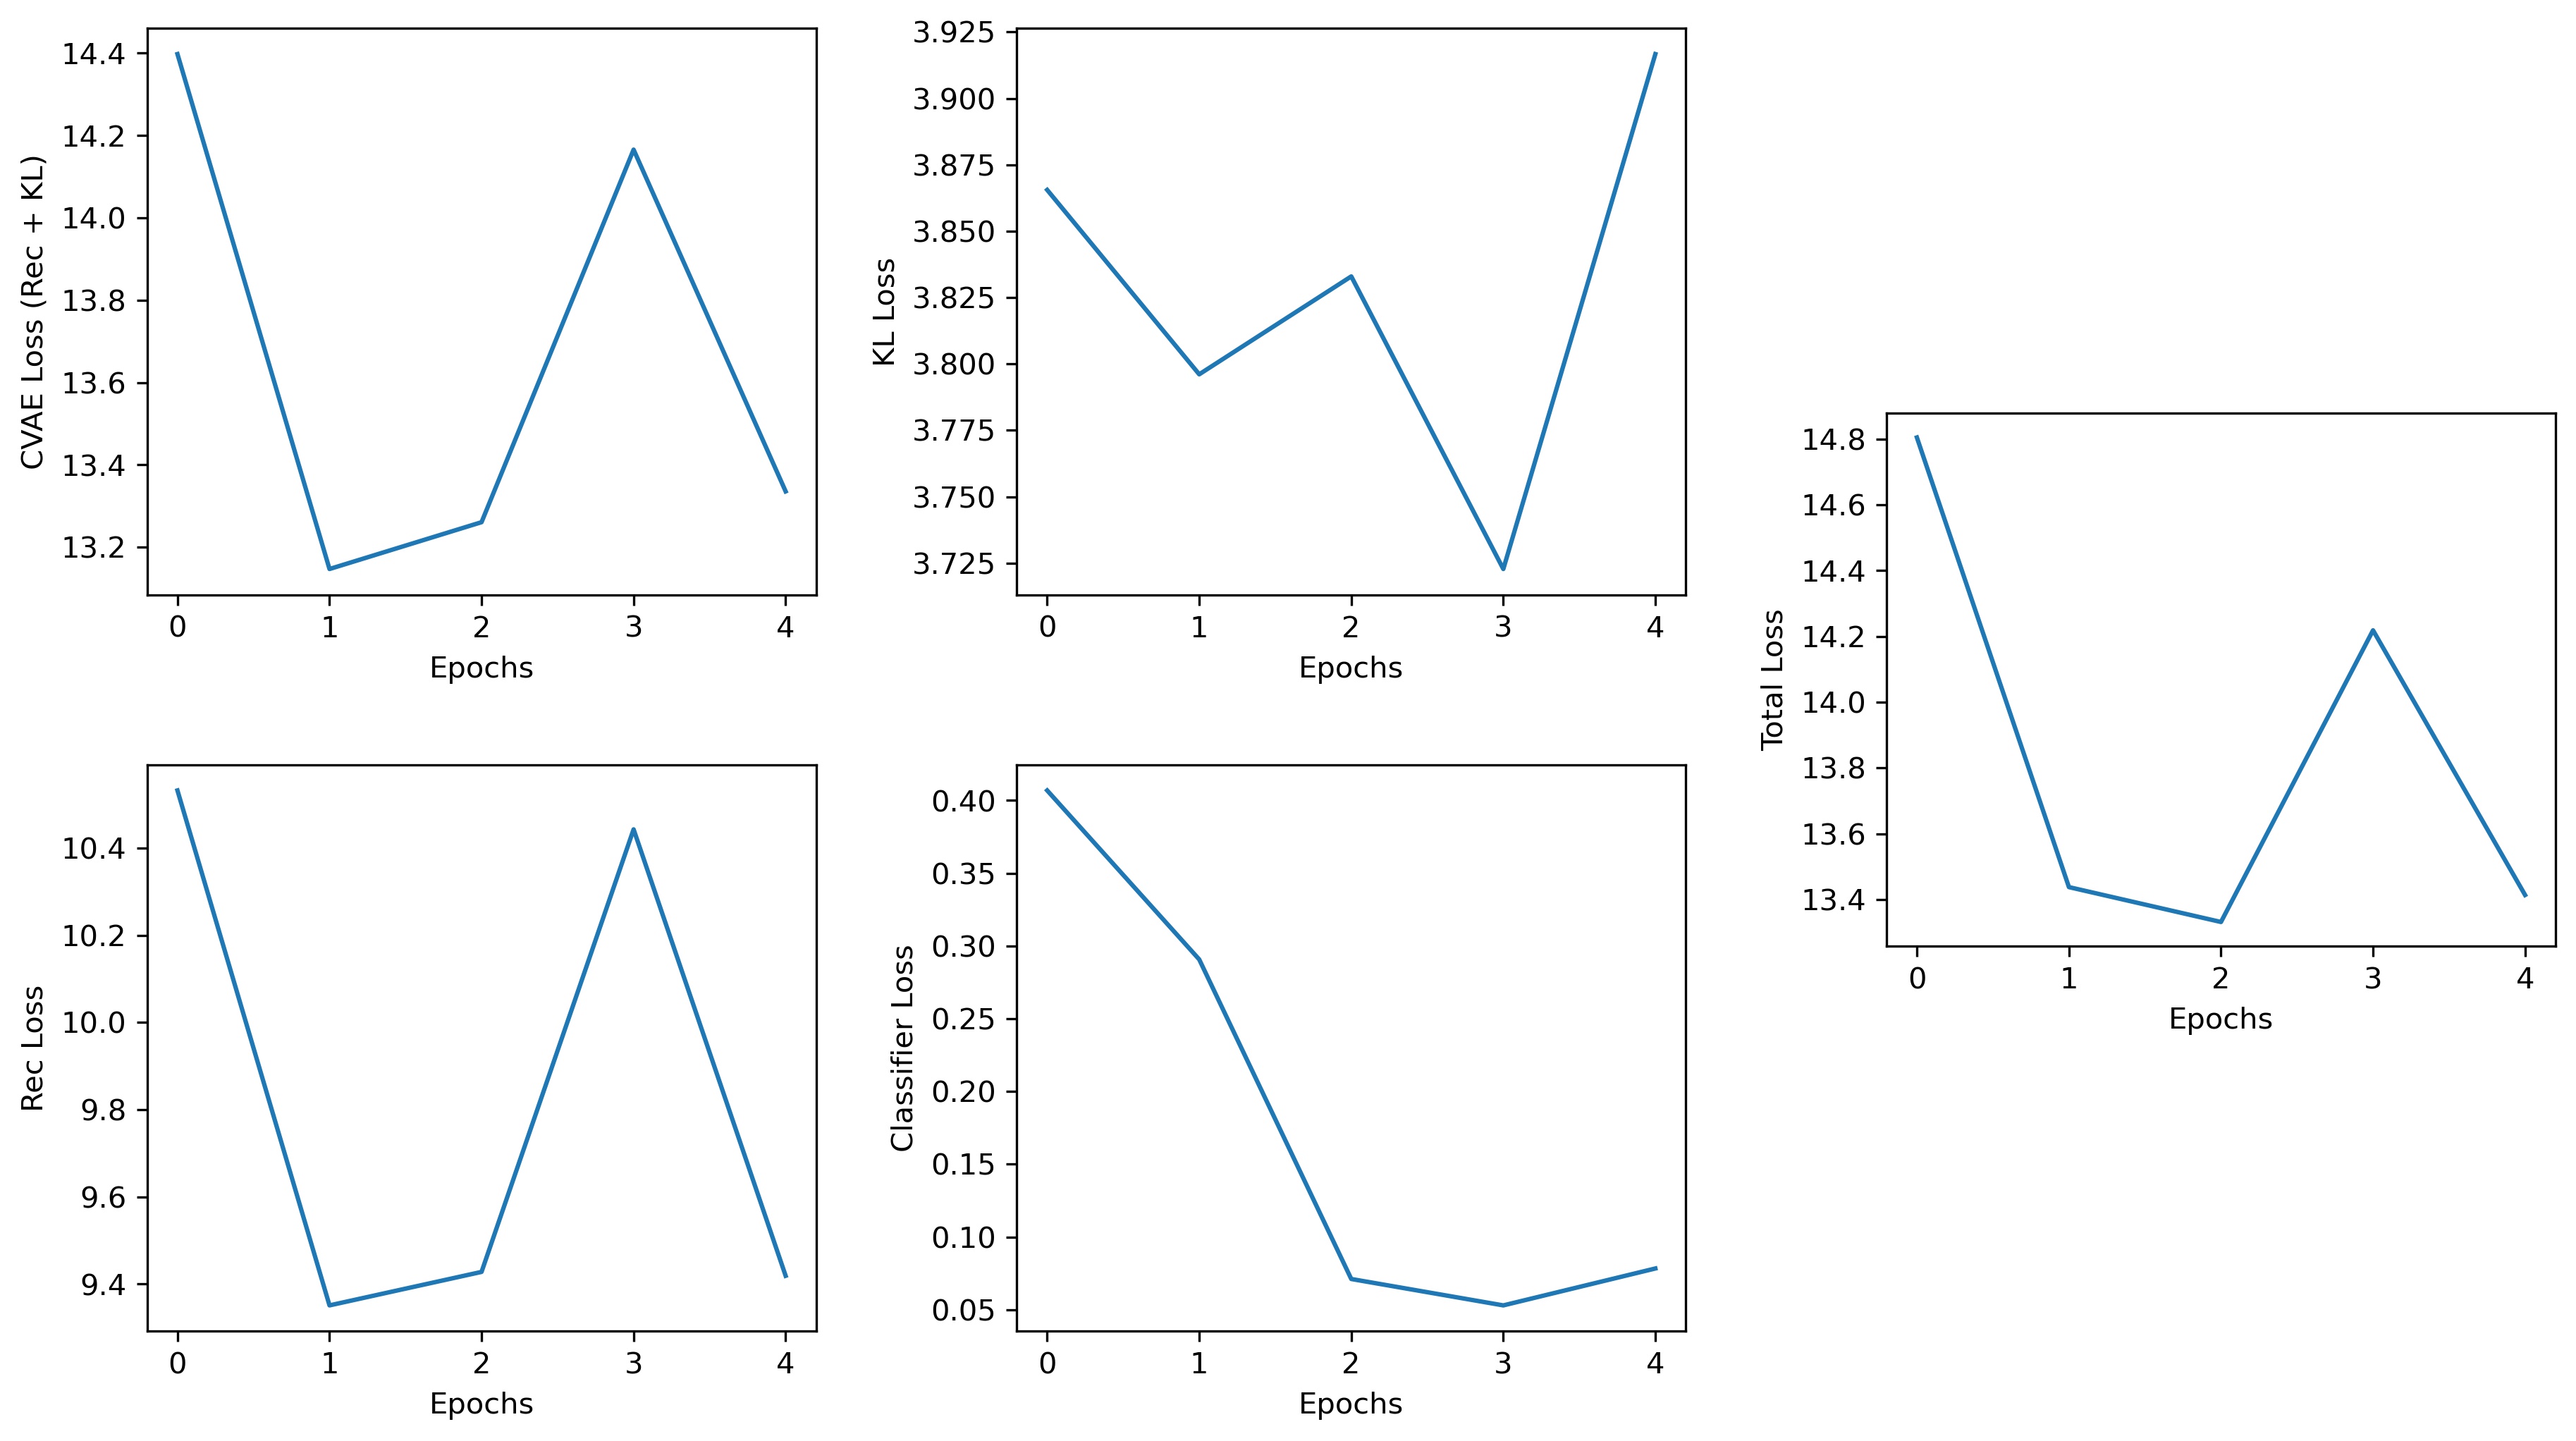 CVAE Loss (Rec + KL)
14.4
14.2
14.0
13.8
13.6
13.4
13.2
0 1 2 3 4
Epochs
KL Loss
3.925
3.900
3.875
3.850
3.825
3.800
3.775
3.750
3.725
0 1 2 3 4
Epochs
Rec Loss
10.4
10.2
10.0
9.8
9.6
9.4
0 1 2 3 4
Epochs
Classifier Loss
0.40
0.35
0.30
0.25
0.20
0.15
0.10
0.05
0 1 2 3 4
Epochs
Total Loss
14.8
14.6
14.4
14.2
14.0
13.8
13.6
13.4
0 1 2 3 4
Epochs